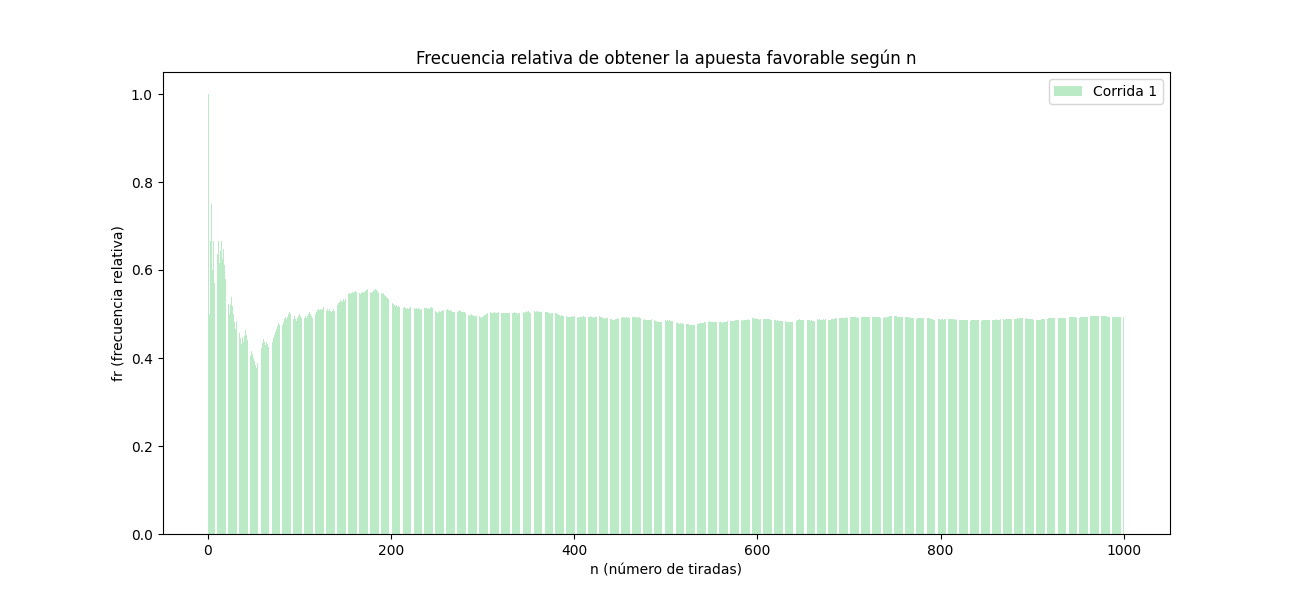 Frecuencia relativa de obtener la apuesta favorable según n
Corrida 1
fr (frecuencia relativa)
1.0
0.8
0.6
0.4
0.2
0.0
0 200 400 600 800 1000
n (número de tiradas)